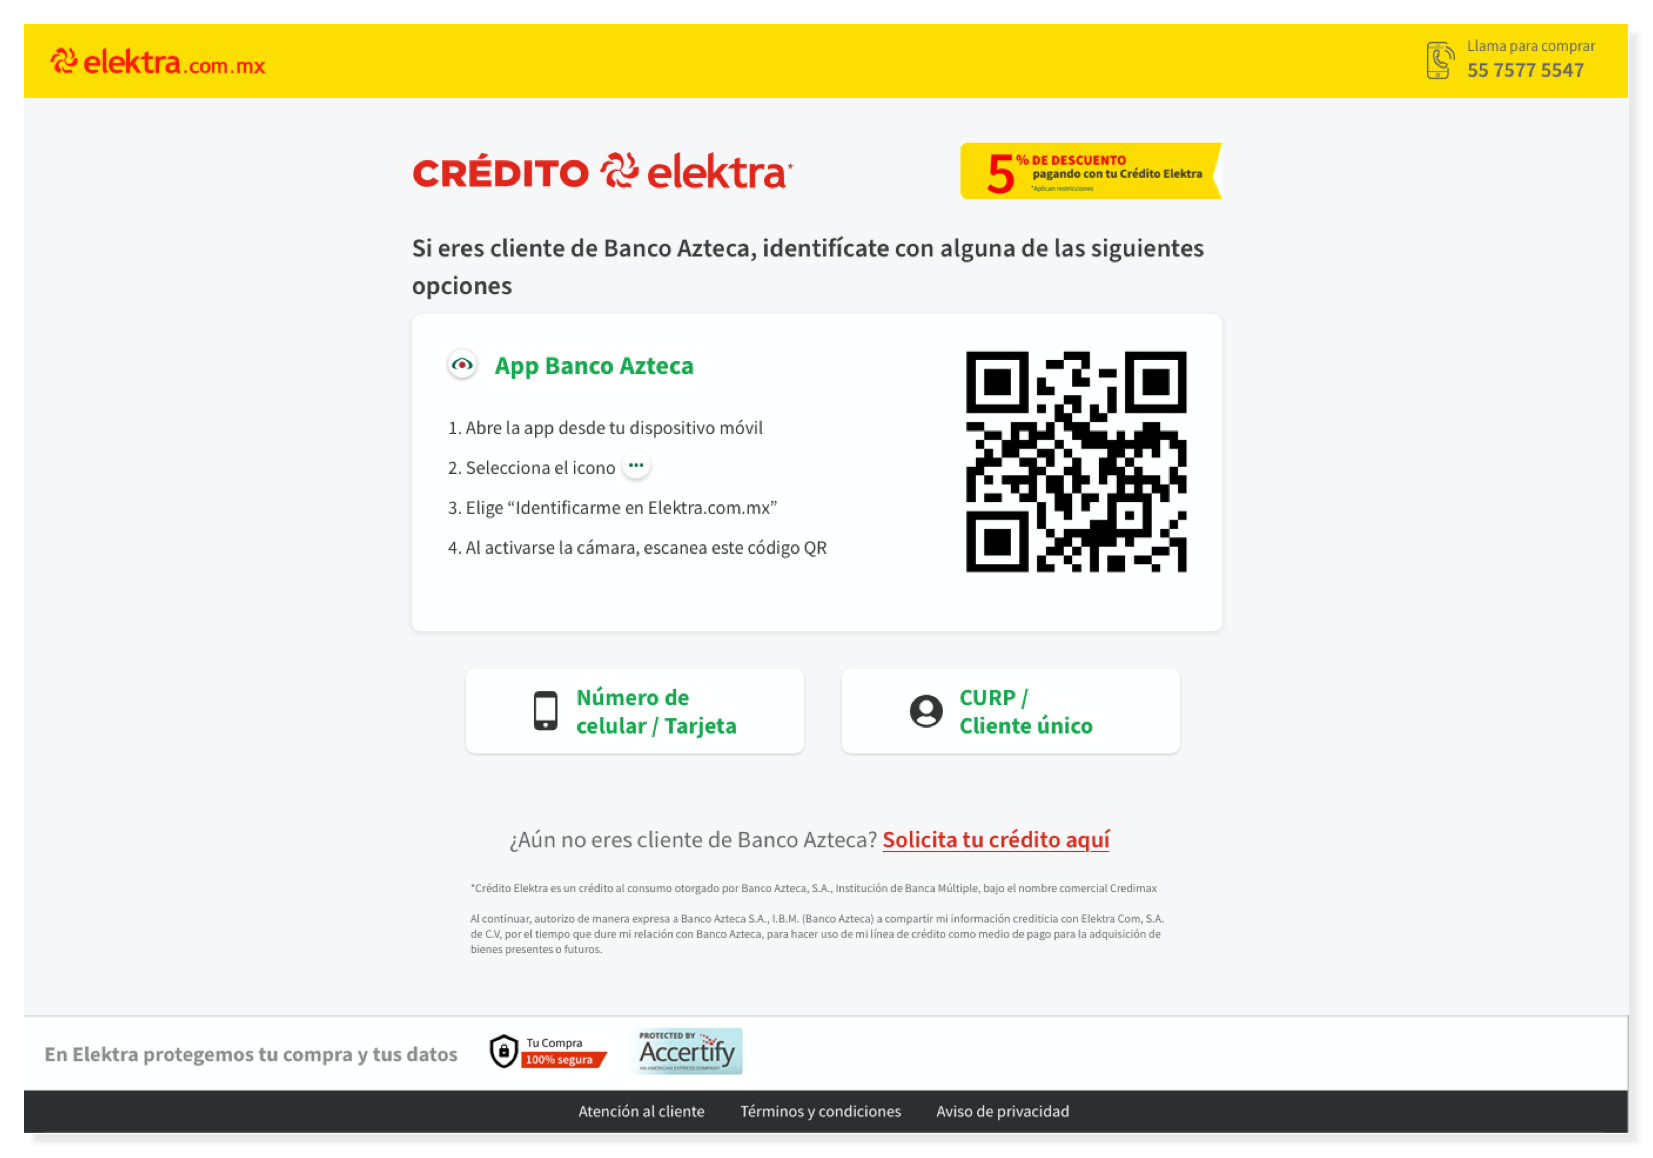 elektra.com.mx
Llama para comprar
55 7577 5547
CRÉDITO elektra*
5% DE DESCUENTO
pagando con tu Crédito Elektra
*Aplican restricciones
Si eres cliente de Banco Azteca, identifícate con alguna de las siguientes
opciones
App Banco Azteca
1. Abre la app desde tu dispositivo móvil
2. Selecciona el icono
3. Elige “Identificarme en Elektra.com.mx”
4. Al activarse la cámara, escanea este código QR
Número de
celular / Tarjeta
CURP /
Cliente único
¿Aún no eres cliente de Banco Azteca? Solicita tu crédito aquí
*Crédito Elektra es un crédito al consumo otorgado por Banco Azteca, S.A., Institución de Banca Múltiple, bajo el nombre comercial Credimax
Al continuar, autorizo de manera expresa a Banco Azteca S.A., I.B.M. (Banco Azteca) a compartir mi información crediticia con Elektra Com, S.A.
de C.V, por el tiempo que dure mi relación con Banco Azteca, para hacer uso de mi línea de crédito como medio de pago para la adquisición de
bienes presentes o futuros.
En Elektra protegemos tu compra y tus datos
Tu Compra
100% segura
PROTECTED BY
Accertify
AN AMERICAN EXPRESS COMPANY
Atención al cliente
Términos y condiciones
Aviso de privacidad